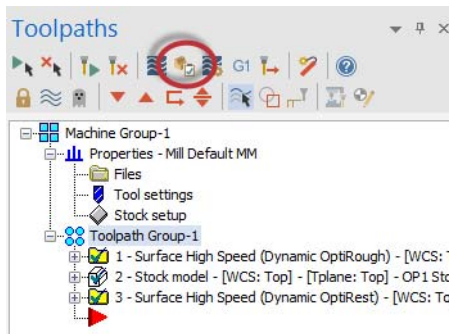 Toolpaths
G1
Machine Group-1
Properties - Mill Default MM
Files
Tool settings
Stock setup
Toolpath Group-1
1 - Surface High Speed (Dynamic OptiRough) - [WCS: T
2 - Stock model - [WCS: Top] - [Tplane: Top] - OP1 Sto
3 - Surface High Speed (Dynamic OptiRest) - [WCS: To